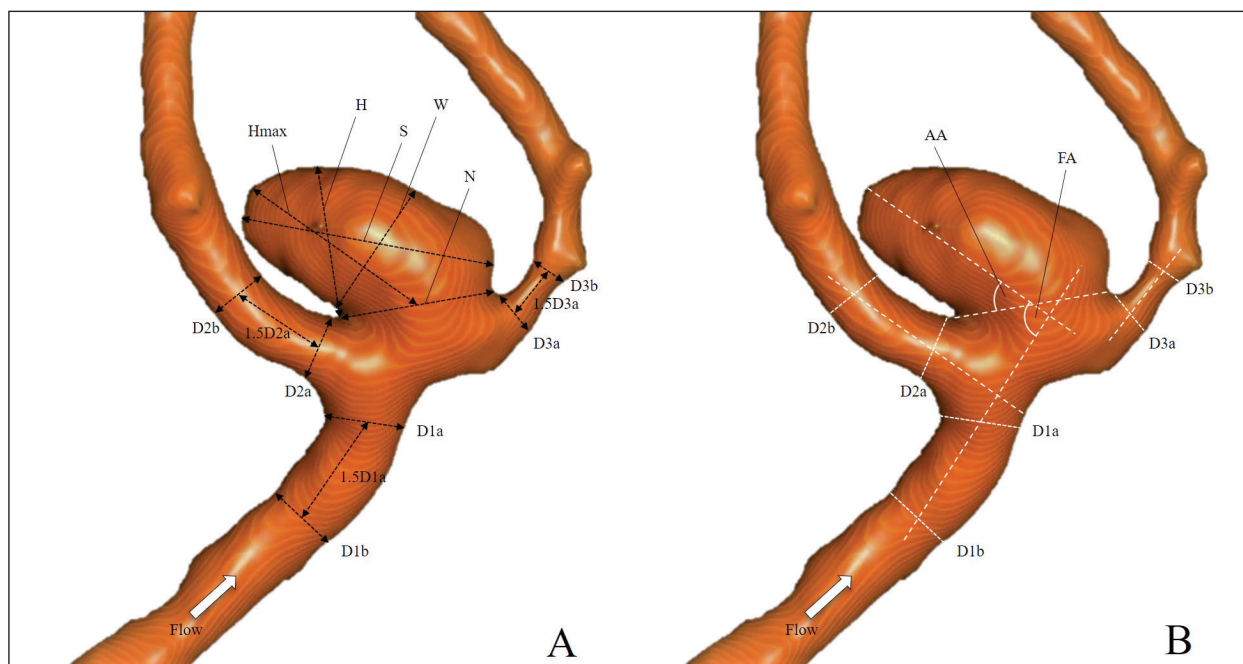 H
W
Hmax
S
N
D3b
1.5D3a
D2b
1.5D2a
D3a
D2a
D1a
1.5D1a
D1b
Flow
A
AA
FA
D3b
D2b
D3a
D2a
D1a
D1b
Flow
B